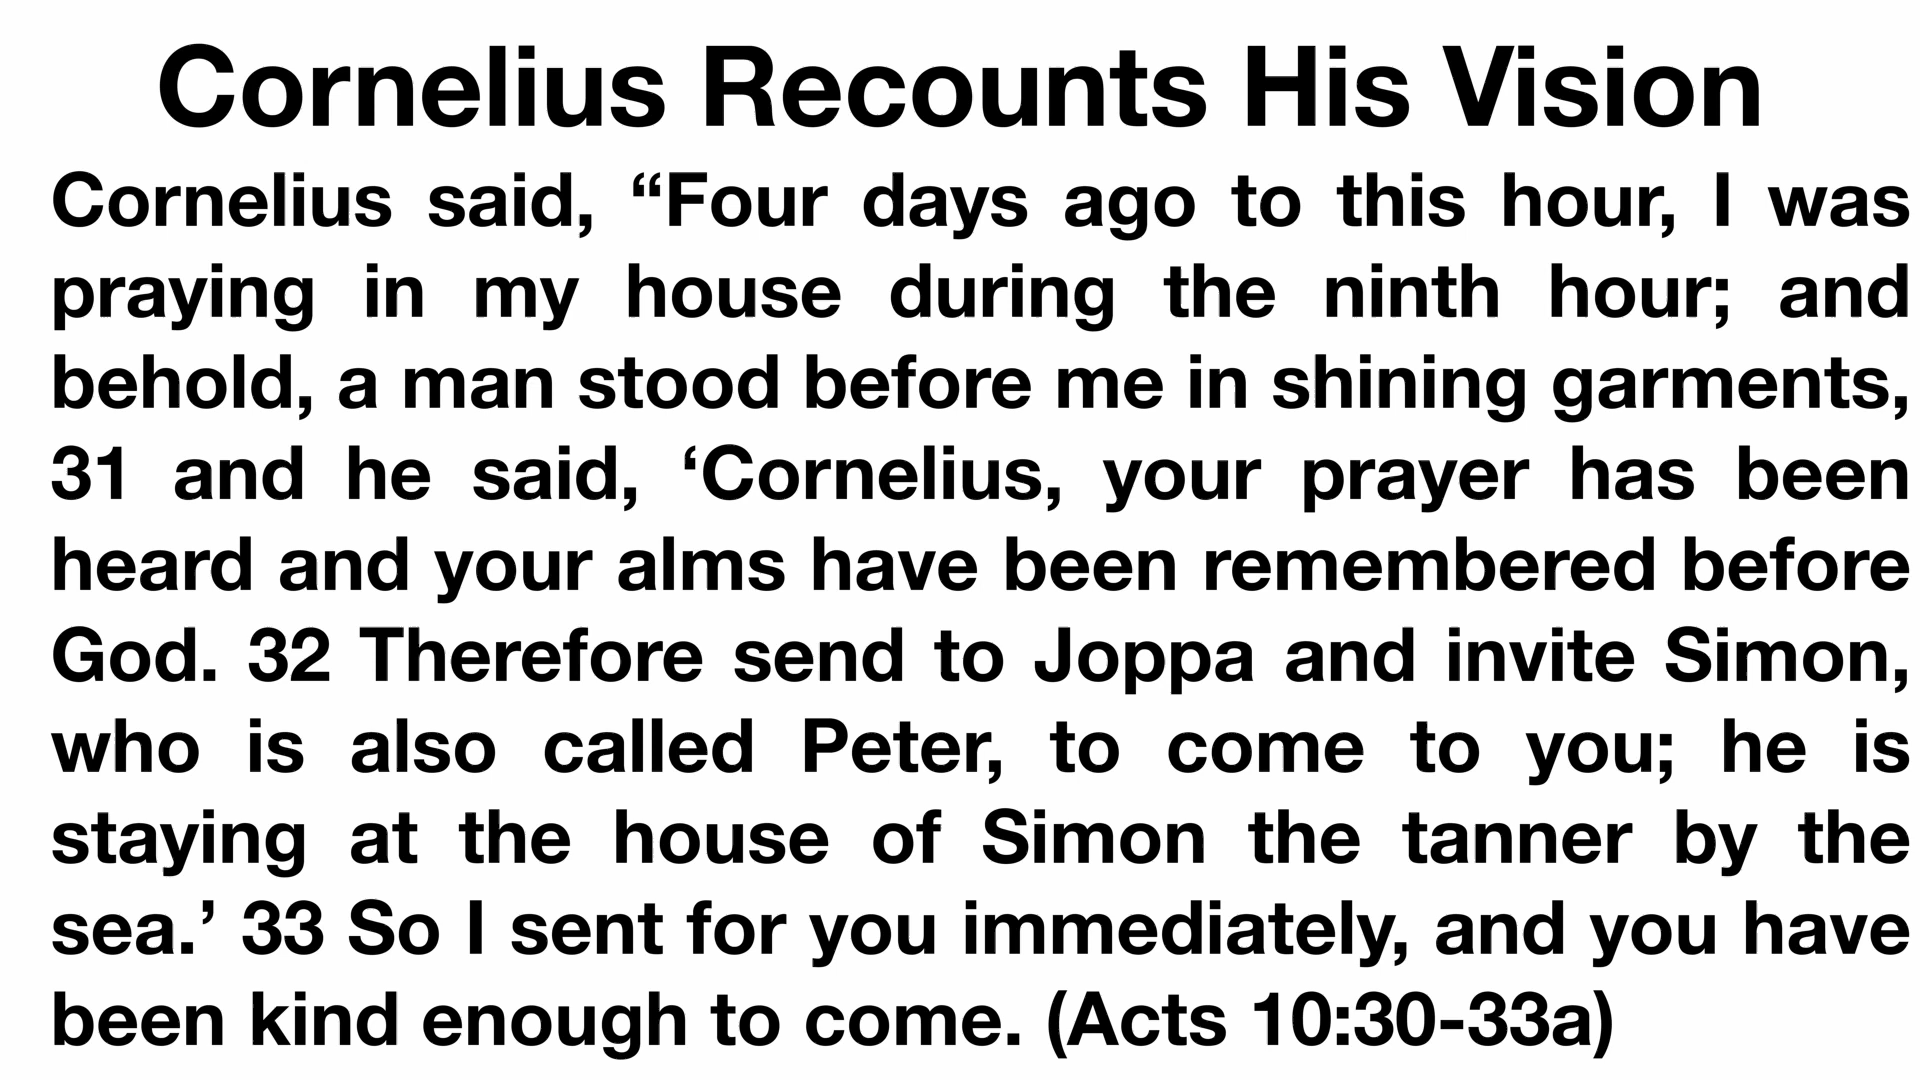 Cornelius Recounts His Vision
Cornelius said, “Four days ago to this hour, I was
praying in my house during the ninth hour; and
behold, a man stood before me in shining garments,
31 and he said, ‘Cornelius, your prayer has been
heard and your alms have been remembered before
God. 32 Therefore send to Joppa and invite Simon,
who is also called Peter, to come to you; he is
staying at the house of Simon the tanner by the
sea.’ 33 So I sent for you immediately, and you have
been kind enough to come. (Acts 10:30-33a)